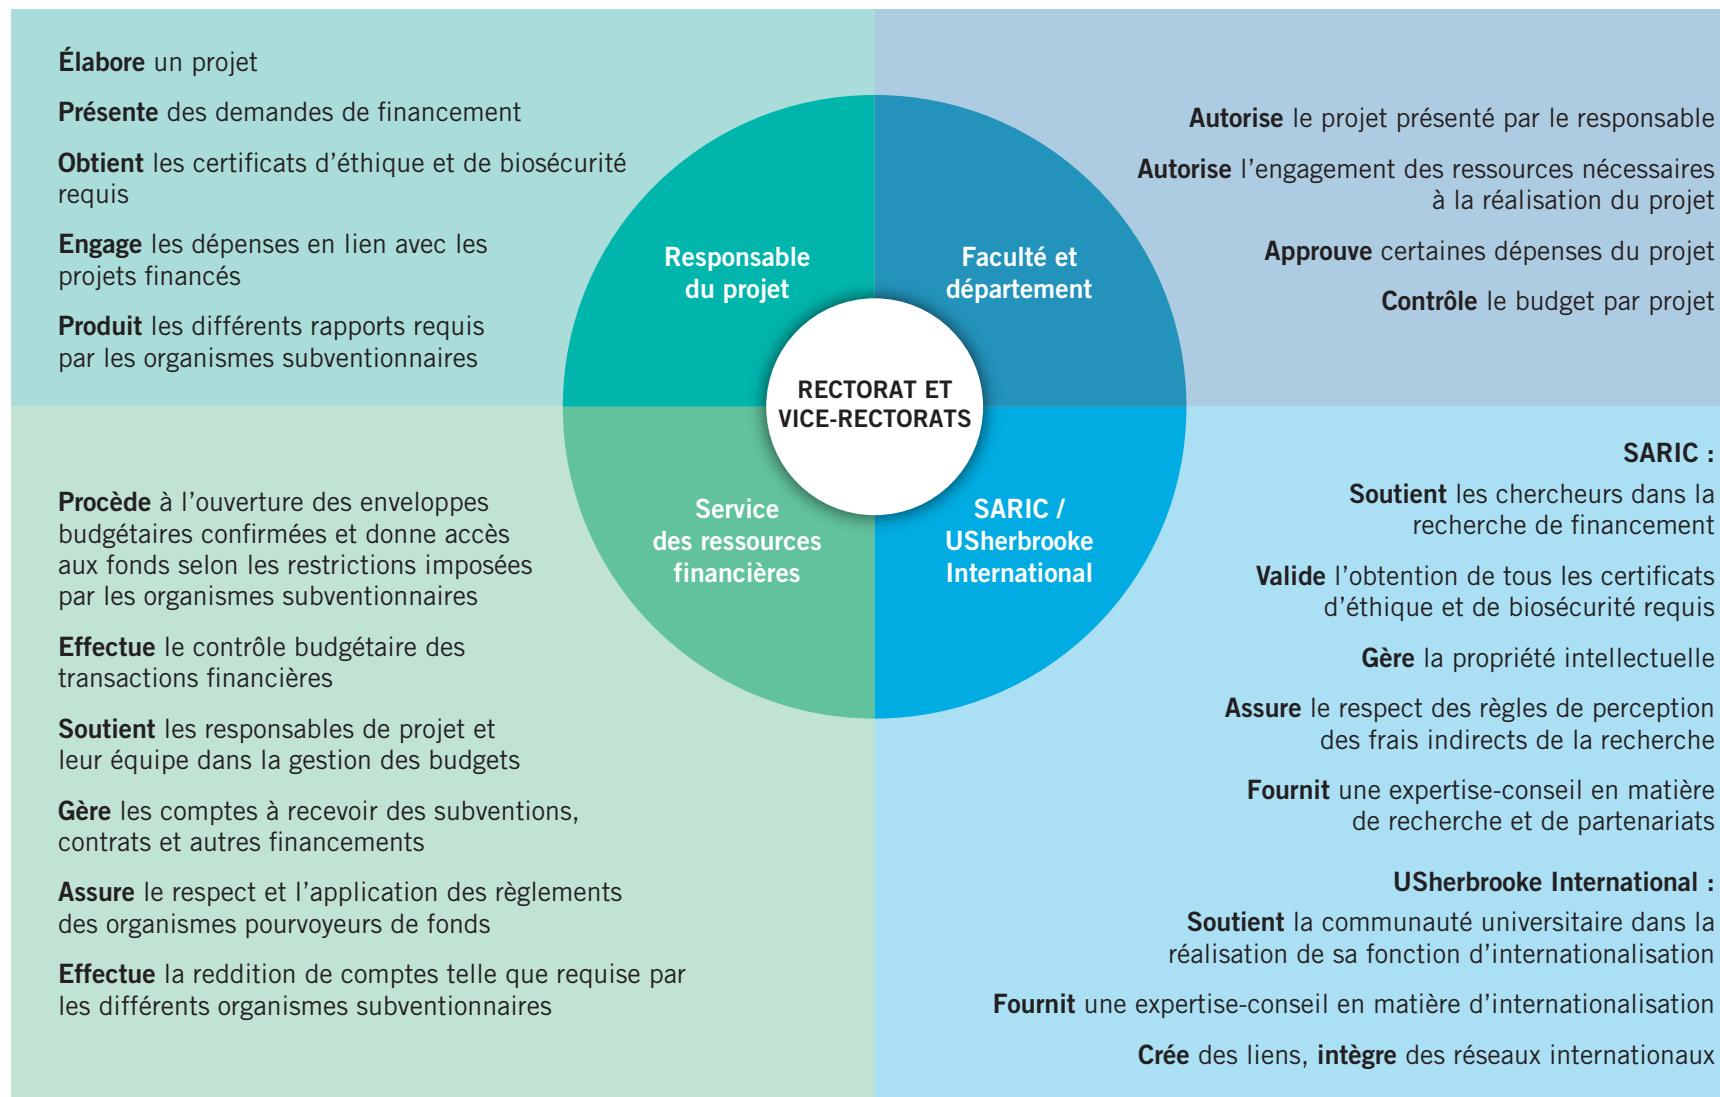 Élabore un projet
Présente des demandes de financement
Obtient les certificats d’éthique et de biosécurité
requis
Engage les dépenses en lien avec les
projets financés
Produit les différents rapports requis
par les organismes subventionnaires
Responsable
du projet
Faculté et
département
Autorise le projet présenté par le responsable
Autorise l’engagement des ressources nécessaires
à la réalisation du projet
Approuve certaines dépenses du projet
Contrôle le budget par projet
RECTORAT ET
VICE-RECTORATS
Procède à l’ouverture des enveloppes
budgétaires confirmées et donne accès
aux fonds selon les restrictions imposées
par les organismes subventionnaires
Effectue le contrôle budgétaire des
transactions financières
Soutient les responsables de projet et
leur équipe dans la gestion des budgets
Gère les comptes à recevoir des subventions,
contrats et autres financements
Assure le respect et l’application des règlements
des organismes pourvoyeurs de fonds
Effectue la reddition de comptes telle que requise par
les différents organismes subventionnaires
Service
des ressources
financières
SARIC /
USherbrooke
International
SARIC :
Soutient les chercheurs dans la
recherche de financement
Valide l’obtention de tous les certificats
d’éthique et de biosécurité requis
Gère la propriété intellectuelle
Assure le respect des règles de perception
des frais indirects de la recherche
Fournit une expertise-conseil en matière
de recherche et de partenariats
USherbrooke International :
Soutient la communauté universitaire dans la
réalisation de sa fonction d’internationalisation
Fournit une expertise-conseil en matière d’internationalisation
Crée des liens, intègre des réseaux internationaux